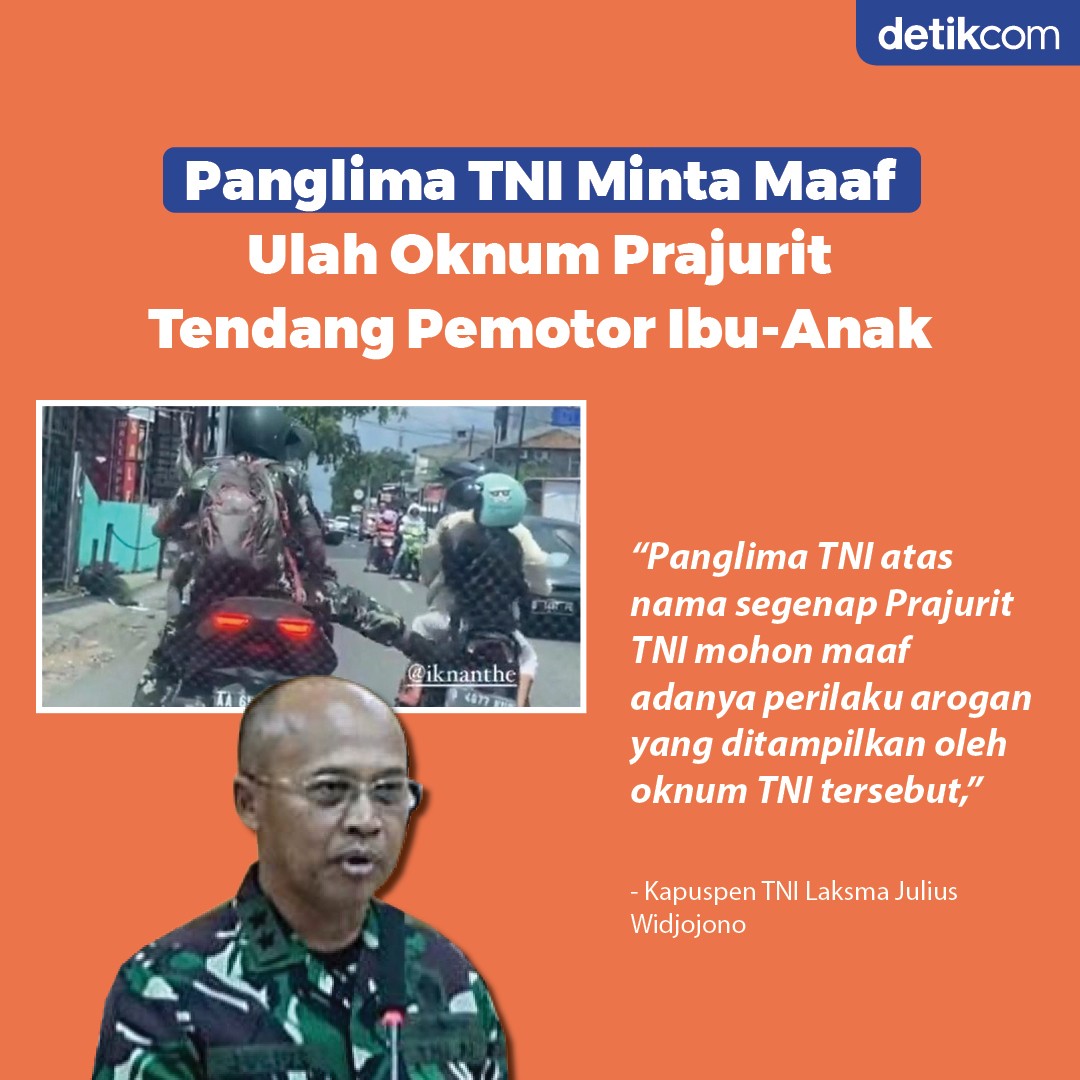 detikcom
Panglima TNI Minta Maaf
Ulah Oknum Prajurit
Tendang Pemotor Ibu-Anak
@iknanthe
“Panglima TNI atas
nama segenap Prajurit
TNI mohon maaf
adanya perilaku arogan
yang ditampilkan oleh
oknum TNI tersebut,”
- Kapuspen TNI Laksma Julius
Widjojono